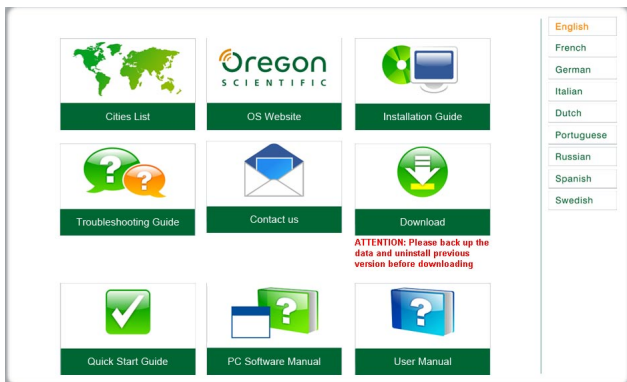 Oregon
SCIENTIFIC
Cities List
OS Website
Installation Guide
?
?
Troubleshooting Guide
Contact us
Download
ATTENTION: Please back up the
data and uninstall previous
version before downloading
?
?
Quick Start Guide
PC Software Manual
User Manual
English
French
German
Italian
Dutch
Portuguese
Russian
Spanish
Swedish